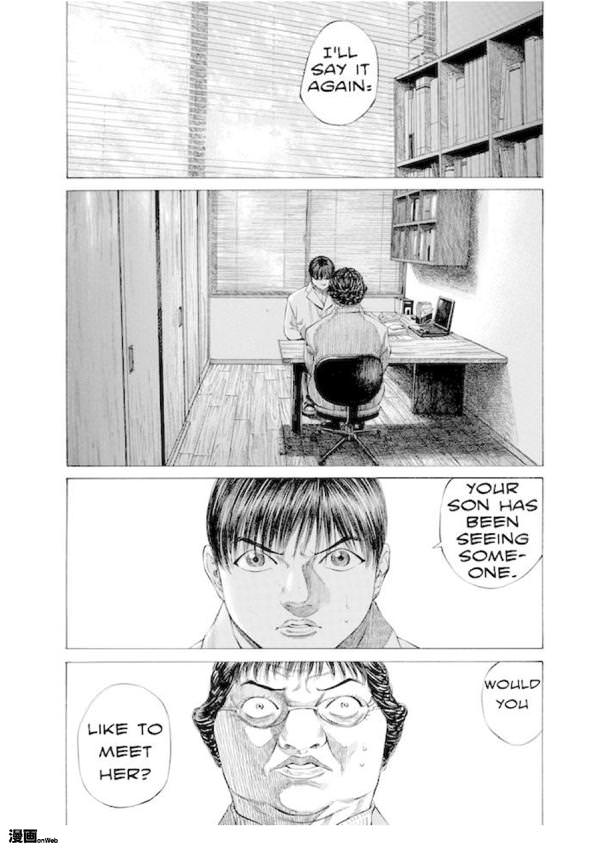 I'LL
SAY IT
AGAIN:
YOUR
SON HAS
BEEN
SEEING
SOME-
ONE.
WOULD
YOU
LIKE TO
MEET
HER?
漫画onWeb